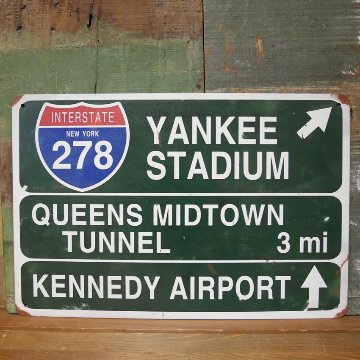 INTERSTATE
NEW YORK
278
YANKEE
STADIUM
QUEENS MIDTOWN
TUNNEL 3 mi
KENNEDY AIRPORT